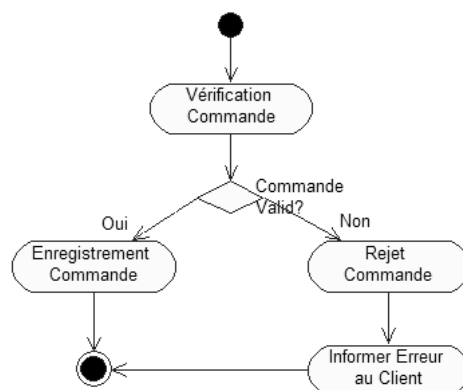 Vérification
Commande
Commande
Valid?
Oui
Non
Enregistrement
Commande
Rejet
Commande
Informer Erreur
au Client